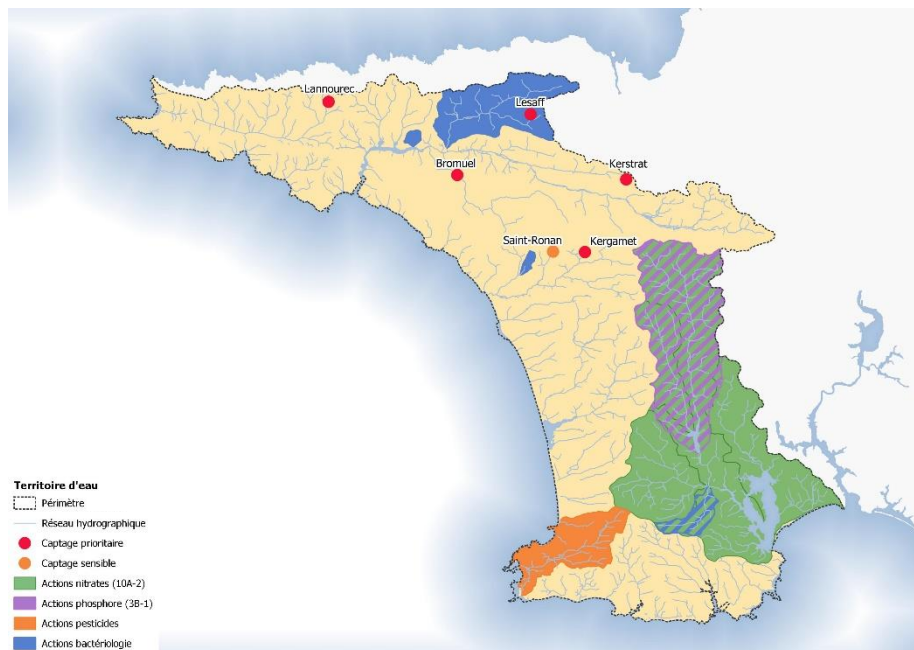 Lannourec
Lesaff
Bromuel
Kerstrat
Saint-Ronan
Kergamet
Territoire d'eau
Périmètre
Réseau hydrographique
Captage prioritaire
Captage sensible
Actions nitrates (10A-2)
Actions phosphore (3B-1)
Actions pesticides
Actions bactériologie